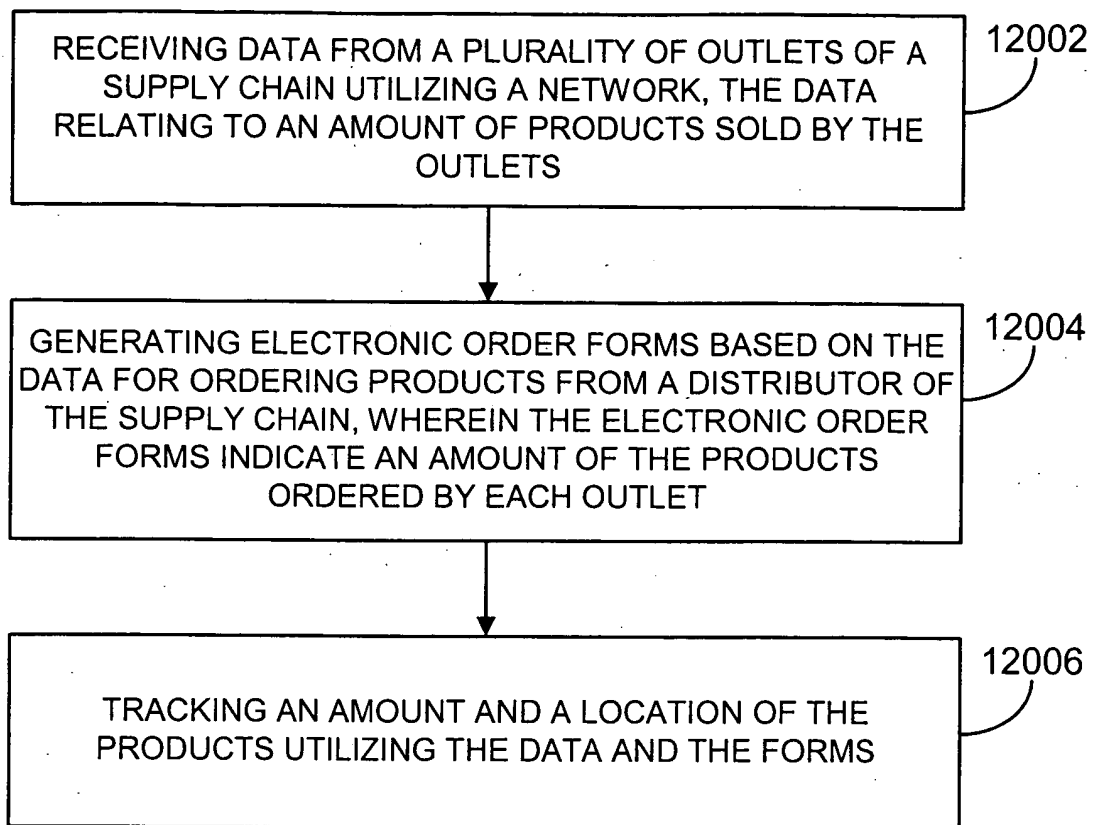 RECEIVING DATA FROM A PLURALITY OF OUTLETS OF A
SUPPLY CHAIN UTILIZING A NETWORK, THE DATA
RELATING TO AN AMOUNT OF PRODUCTS SOLD BY THE
OUTLETS
12002
GENERATING ELECTRONIC ORDER FORMS BASED ON THE
DATA FOR ORDERING PRODUCTS FROM A DISTRIBUTOR OF
THE SUPPLY CHAIN, WHEREIN THE ELECTRONIC ORDER
FORMS INDICATE AN AMOUNT OF THE PRODUCTS
ORDERED BY EACH OUTLET
12004
TRACKING AN AMOUNT AND A LOCATION OF THE
PRODUCTS UTILIZING THE DATA AND THE FORMS
12006